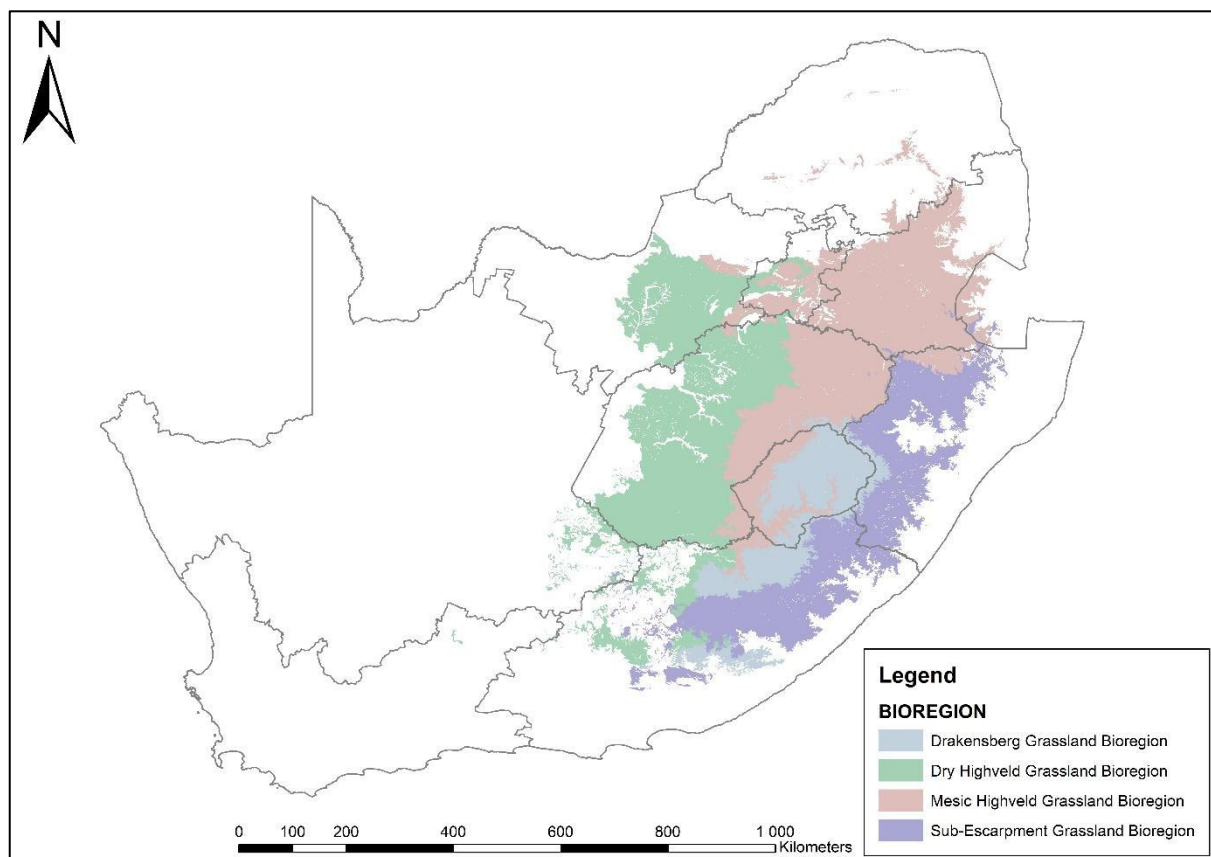 N
Legend
BIOREGION
Drakensberg Grassland Bioregion
Dry Highveld Grassland Bioregion
Mesic Highveld Grassland Bioregion
Sub-Escarpment Grassland Bioregion
0 100 200 400 600 800 1 000
Kilometers